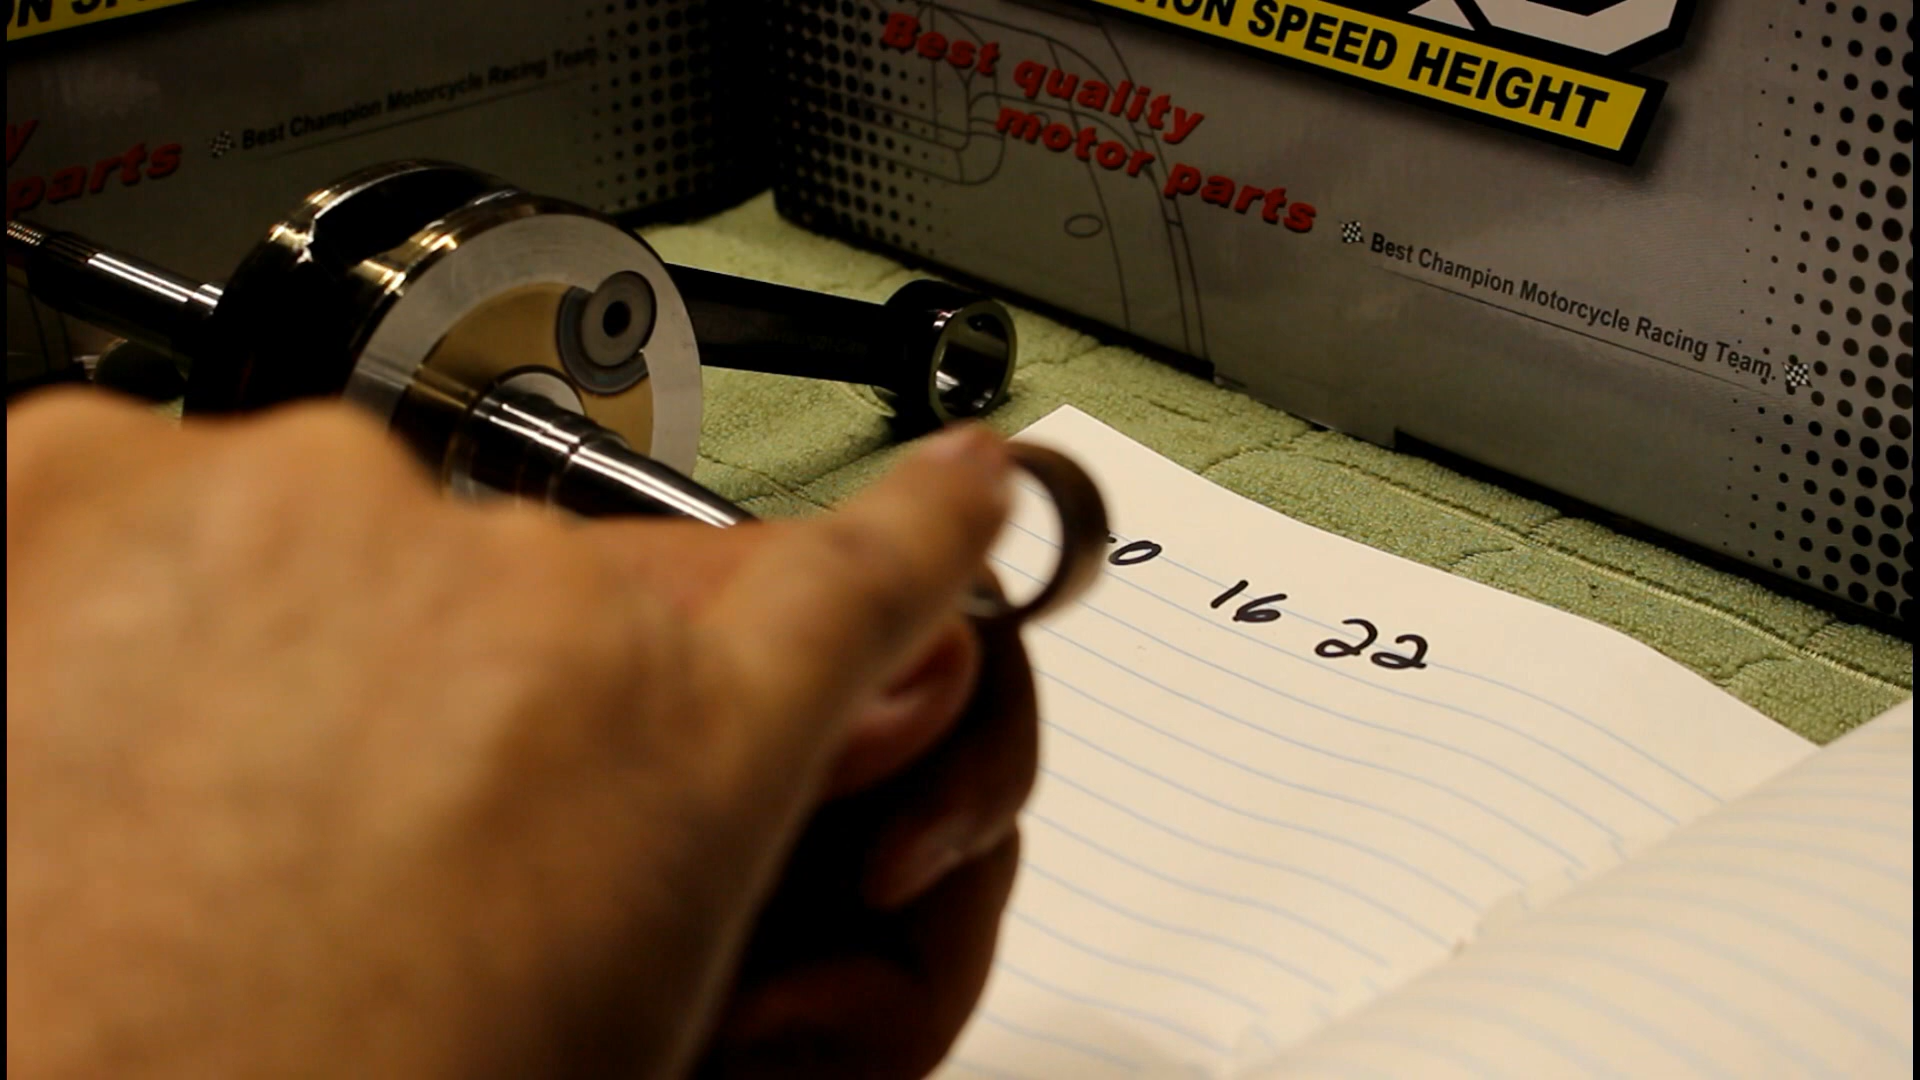 parts
Best Champion Motorcycle Racing Team
ION SPEED HEIGHT
Best quality
motor parts
Best Champion Motorcycle Racing Team.
16 22